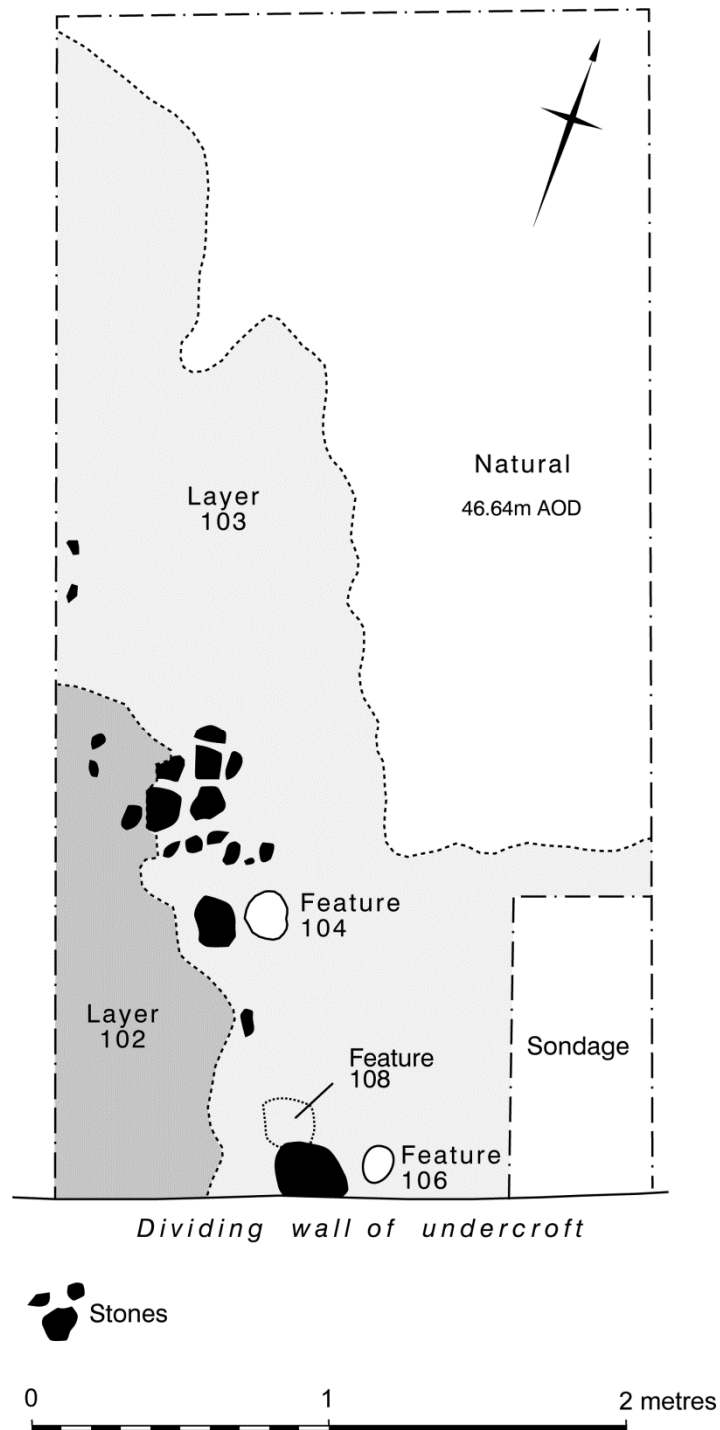 Natural
46.64m AOD
Layer
103
Feature
104
Layer
102
Sondage
Feature
108
Feature
106
Dividing wall of undercroft
Stones
0 1 2 metres